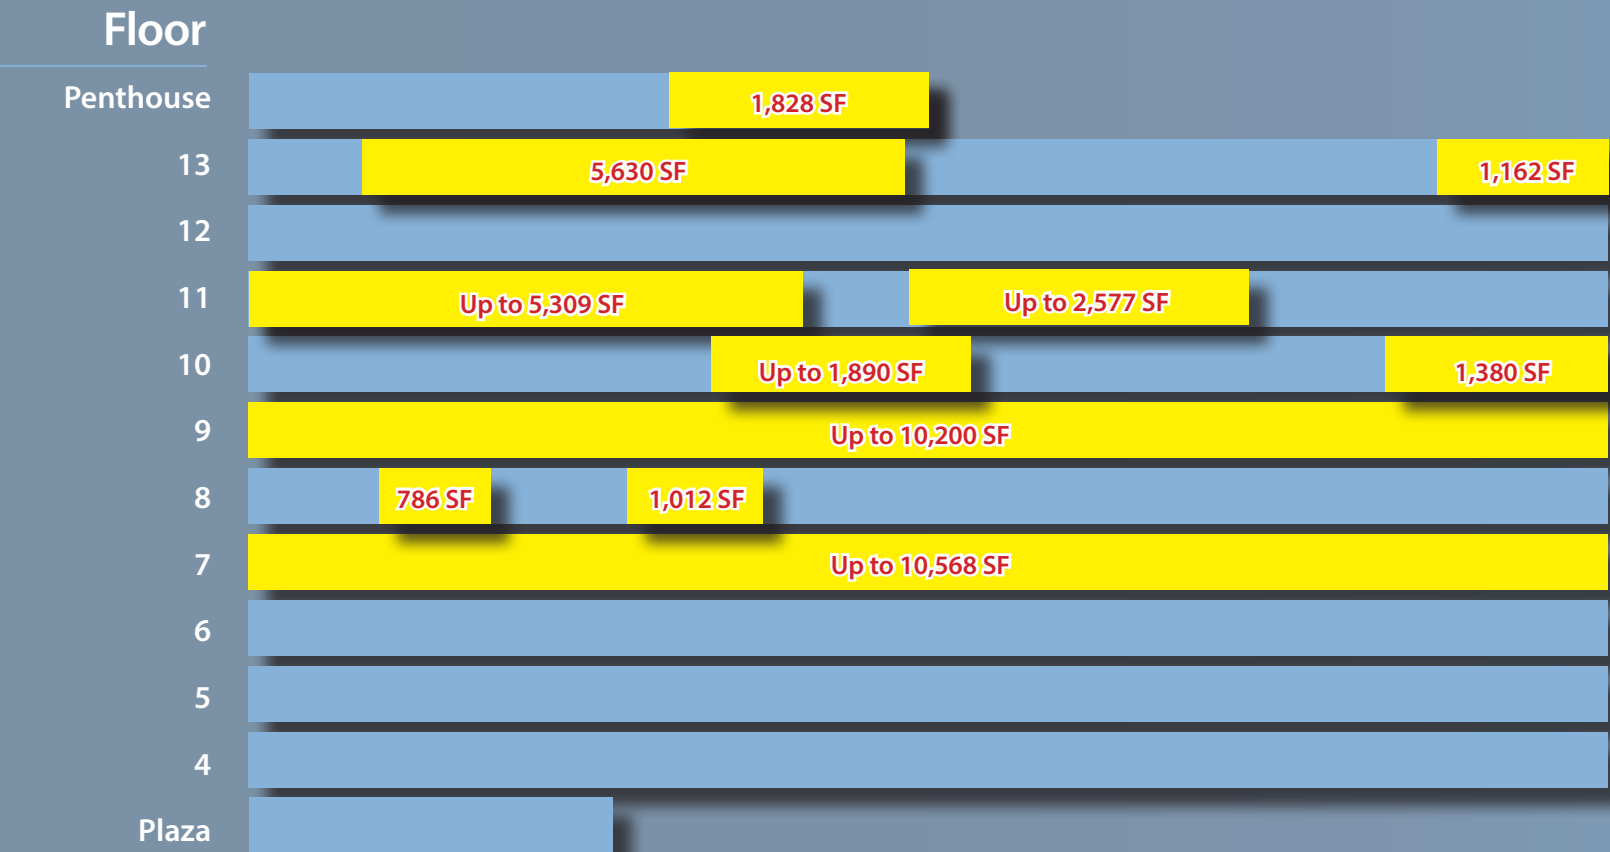 Floor
Penthouse 1,828 SF
13 5,630 SF 1,162 SF
12
11 Up to 5,309 SF Up to 2,577 SF
10 Up to 1,890 SF 1,380 SF
9 Up to 10,200 SF
8 786 SF 1,012 SF
7 Up to 10,568 SF
6
5
4
Plaza